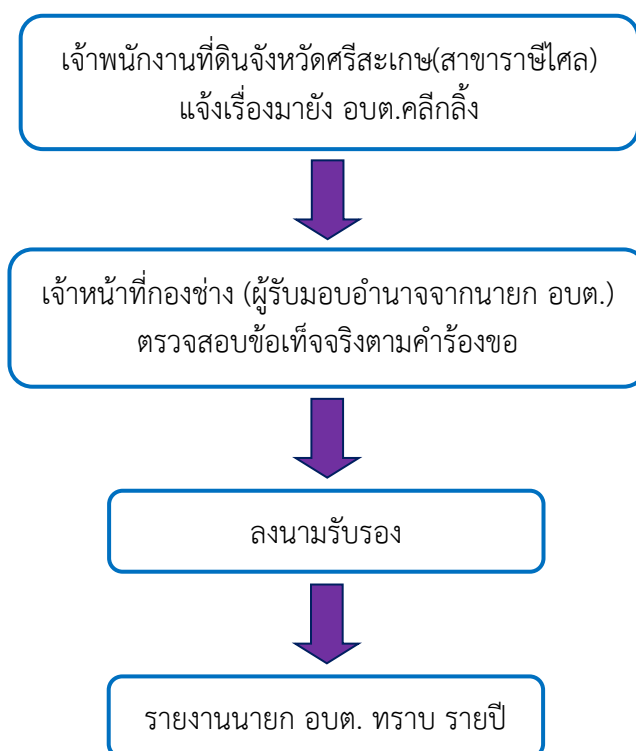 เจ้าพนักงานที่ดินจังหวัดศรีสะเกษ(สาขาราษีไศล)
แจ้งเรื่องมายัง อบต.คลีกลิ้ง
เจ้าหน้าที่กองช่าง (ผู้รับมอบอำนาจจากนายก อบต.)
ตรวจสอบข้อเท็จจริงตามคำร้องขอ
ลงนามรับรอง
รายงานนายก อบต. ทราบ รายปี